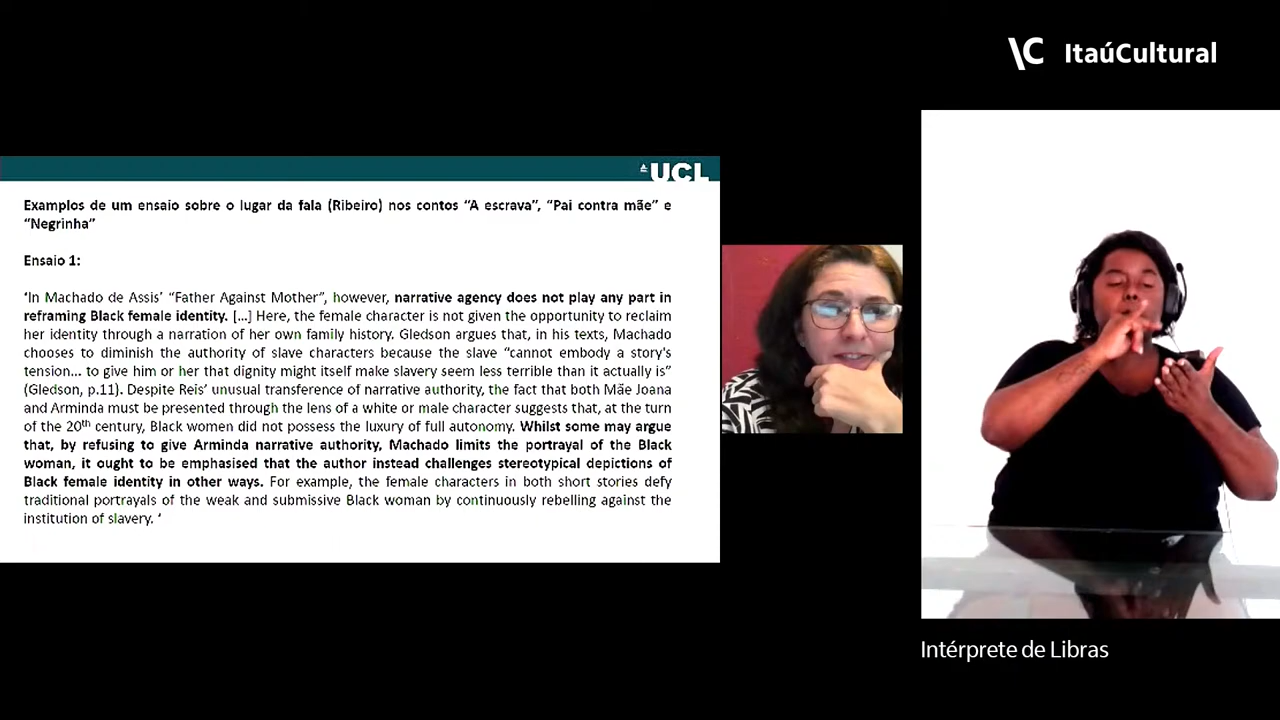 \C ItaúCultural
UCL
Examplos de um ensaio sobre o lugar da fala (Ribeiro) nos contos “A escrava”, “Pai contra mãe” e
“Negrinha”
Ensaio 1:
‘In Machado de Assis’ “Father Against Mother”, however, narrative agency does not play any part in
reframing Black female identity. [...] Here, the female character is not given the opportunity to reclaim
her identity through a narration of her own family history. Gledson argues that, in his texts, Machado
chooses to diminish the authority of slave characters because the slave “cannot embody a story's
tension... to give him or her that dignity might itself make slavery seem less terrible than it actually is”
(Gledson, p.11). Despite Reis’ unusual transference of narrative authority, the fact that both Mãe Joana
and Arminda must be presented through the lens of a white or male character suggests that, at the turn
of the 20th century, Black women did not possess the luxury of full autonomy. Whilst some may argue
that, by refusing to give Arminda narrative authority, Machado limits the portrayal of the Black
woman, it ought to be emphasised that the author instead challenges stereotypical depictions of
Black female identity in other ways. For example, the female characters in both short stories defy
traditional portrayals of the weak and submissive Black woman by continuously rebelling against the
institution of slavery. ‘
Intérprete de Libras